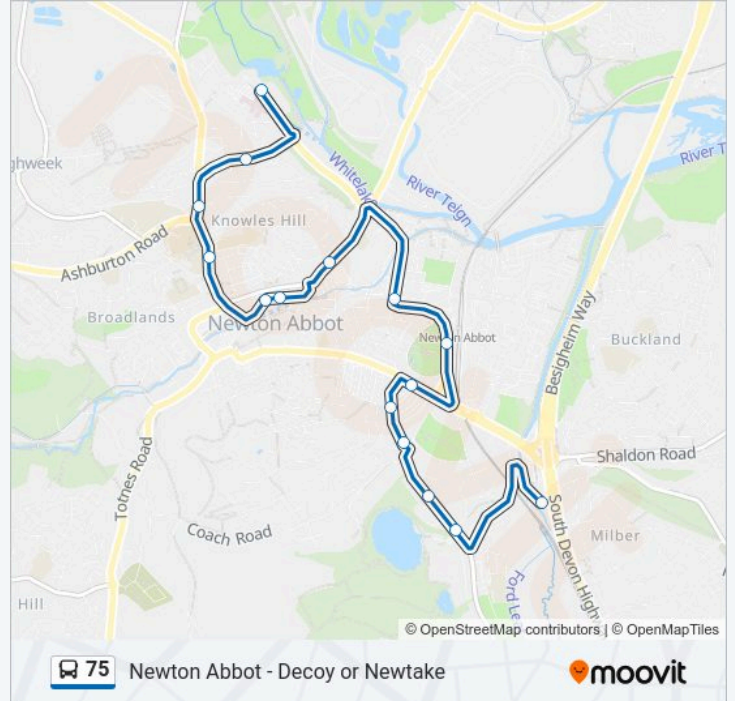 ghweek
Whitelak
River Teign
River T
Knowles Hill
Ashburton Road
Broadlands
Newton Abbot
Newton Abbot
Besigheim Way
Buckland
Totnes Road
Shaldon Road
Coach Road
South Devon High
Milber
Hill
Ford Le
© OpenStreetMap contributors | © OpenMapTiles
75 Newton Abbot - Decoy or Newtake
moovit